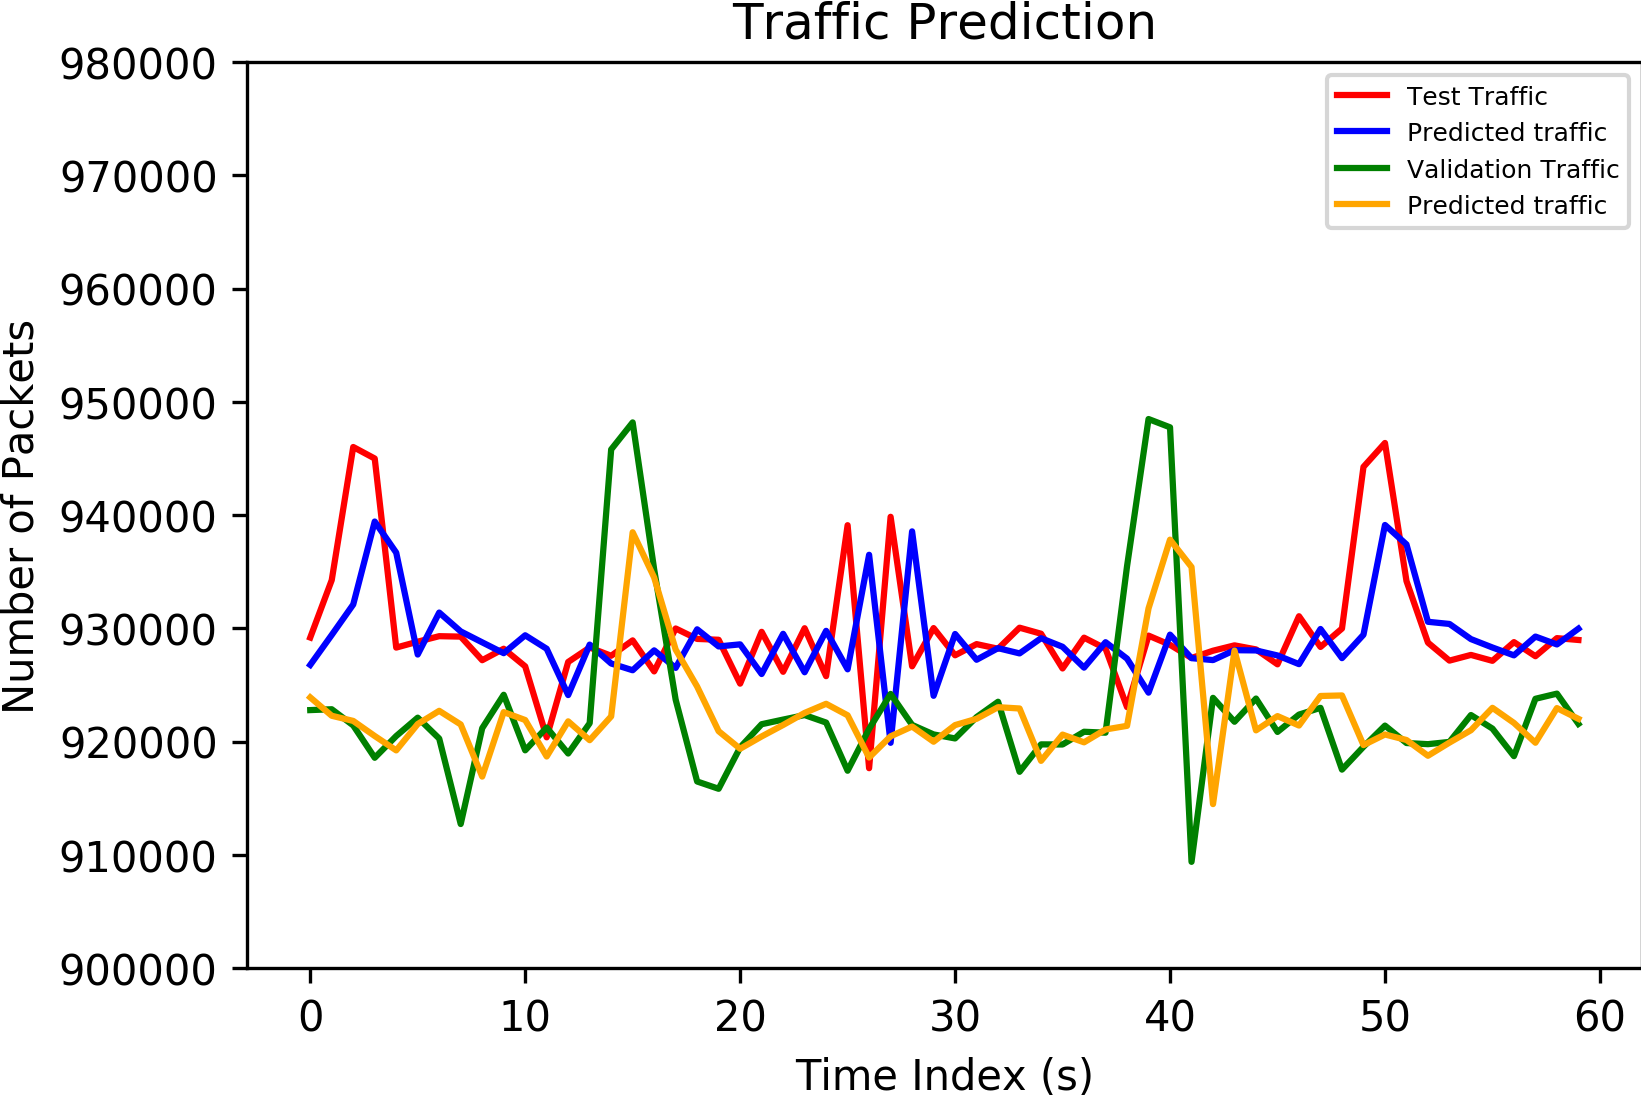 Traffic Prediction
980000
970000
960000
950000
940000
930000
920000
910000
900000
Number of Packets
Test Traffic
Predicted traffic
Validation Traffic
Predicted traffic
0 10 20 30 40 50 60
Time Index (s)